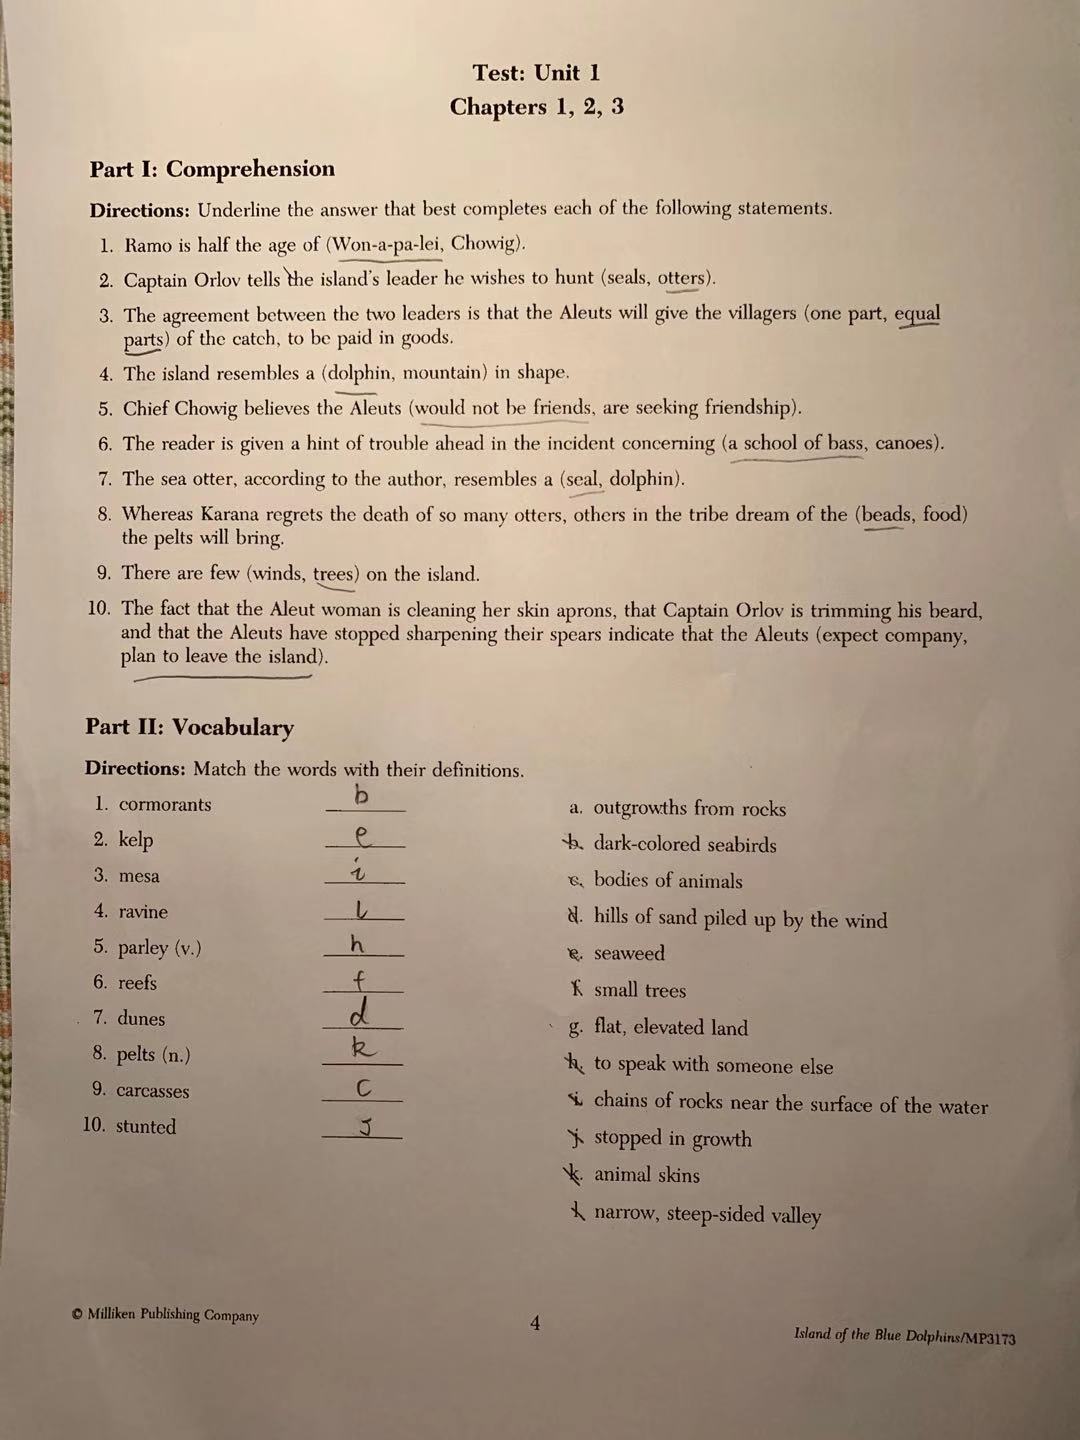 Test: Unit 1
Chapters 1, 2, 3
Part I: Comprehension
Directions: Underline the answer that best completes each of the following statements.
1. Ramo is half the age of (Won-a-pa-lei, Chowig).
2. Captain Orlov tells the island's leader he wishes to hunt (seals, otters).
3. The agreement between the two leaders is that the Aleuts will give the villagers (one part, equal
parts) of the catch, to be paid in goods.
4. The island resembles a (dolphin, mountain) in shape.
5. Chief Chowig believes the Aleuts (would not be friends, are seeking friendship).
6. The reader is given a hint of trouble ahead in the incident concerning (a school of bass, canoes).
7. The sea otter, according to the author, resembles a (seal, dolphin).
8. Whereas Karana regrets the death of so many otters, others in the tribe dream of the (beads, food)
the pelts will bring.
9. There are few (winds, trees) on the island.
10. The fact that the Aleut woman is cleaning her skin aprons, that Captain Orlov is trimming his beard,
and that the Aleuts have stopped sharpening their spears indicate that the Aleuts (expect company,
plan to leave the island).
Part II: Vocabulary
Directions: Match the words with their definitions.
1. cormorants b
2. kelp e
3. mesa i
4. ravine l
5. parley (v.) h
6. reefs f
7. dunes d
8. pelts (n.) k
9. carcasses c
10. stunted J
a. outgrowths from rocks
b. dark-colored seabirds
c. bodies of animals
d. hills of sand piled up by the wind
e. seaweed
f. small trees
g. flat, elevated land
h. to speak with someone else
i. chains of rocks near the surface of the water
j. stopped in growth
k. animal skins
l. narrow, steep-sided valley
© Milliken Publishing Company
4
Island of the Blue Dolphins/MP3173